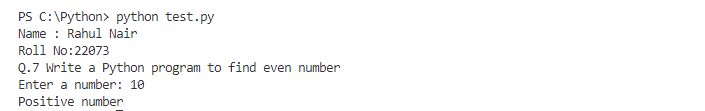 PS C:\Python> python test.py
Name : Rahul Nair
Roll No:22073
Q.7 Write a Python program to find even number
Enter a number: 10
Positive number